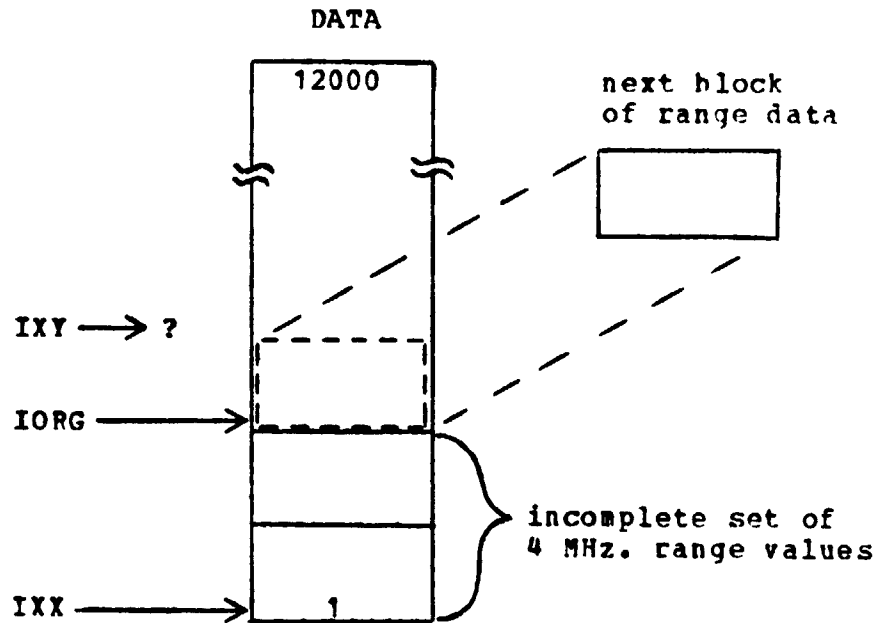 DATA
12000
next block
of range data
IXY ?
IORG
incomplete set of
4 MHz. range values
IXX
1